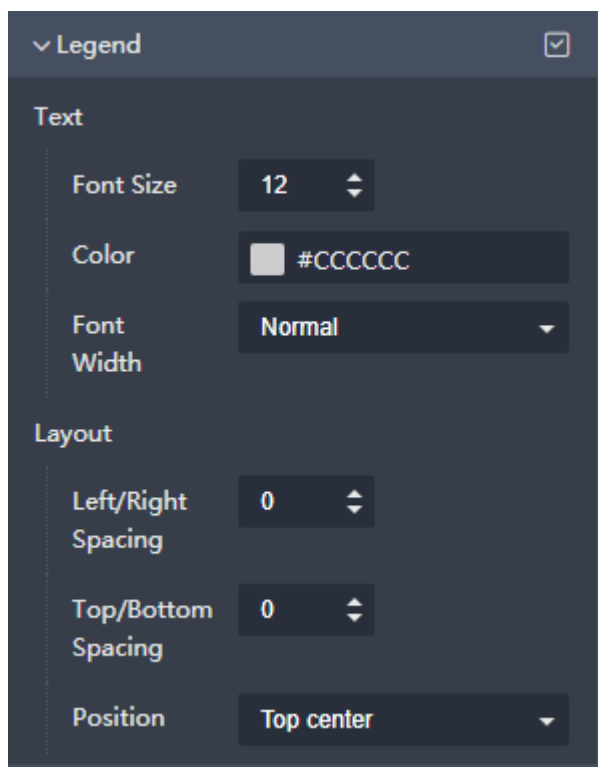 Legend
Text
Font Size 12
Color #CCCCCC
Font Normal
Width
Layout
Left/Right 0
Spacing
Top/Bottom 0
Spacing
Position Top center